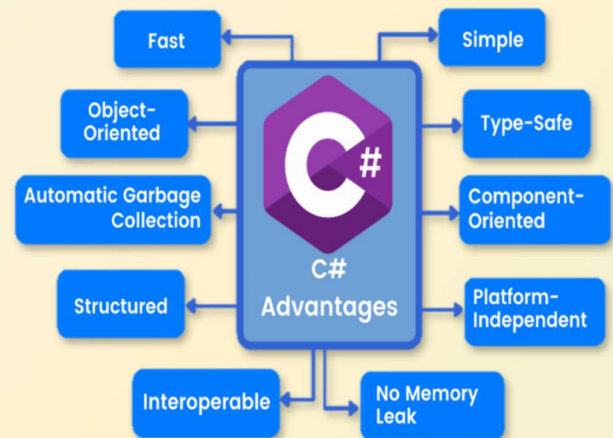 Fast
Simple
Object-
Oriented
Type-Safe
Automatic Garbage
Collection
Component-
Oriented
C#
C#
Advantages
Structured
Platform-
Independent
Interoperable
No Memory
Leak